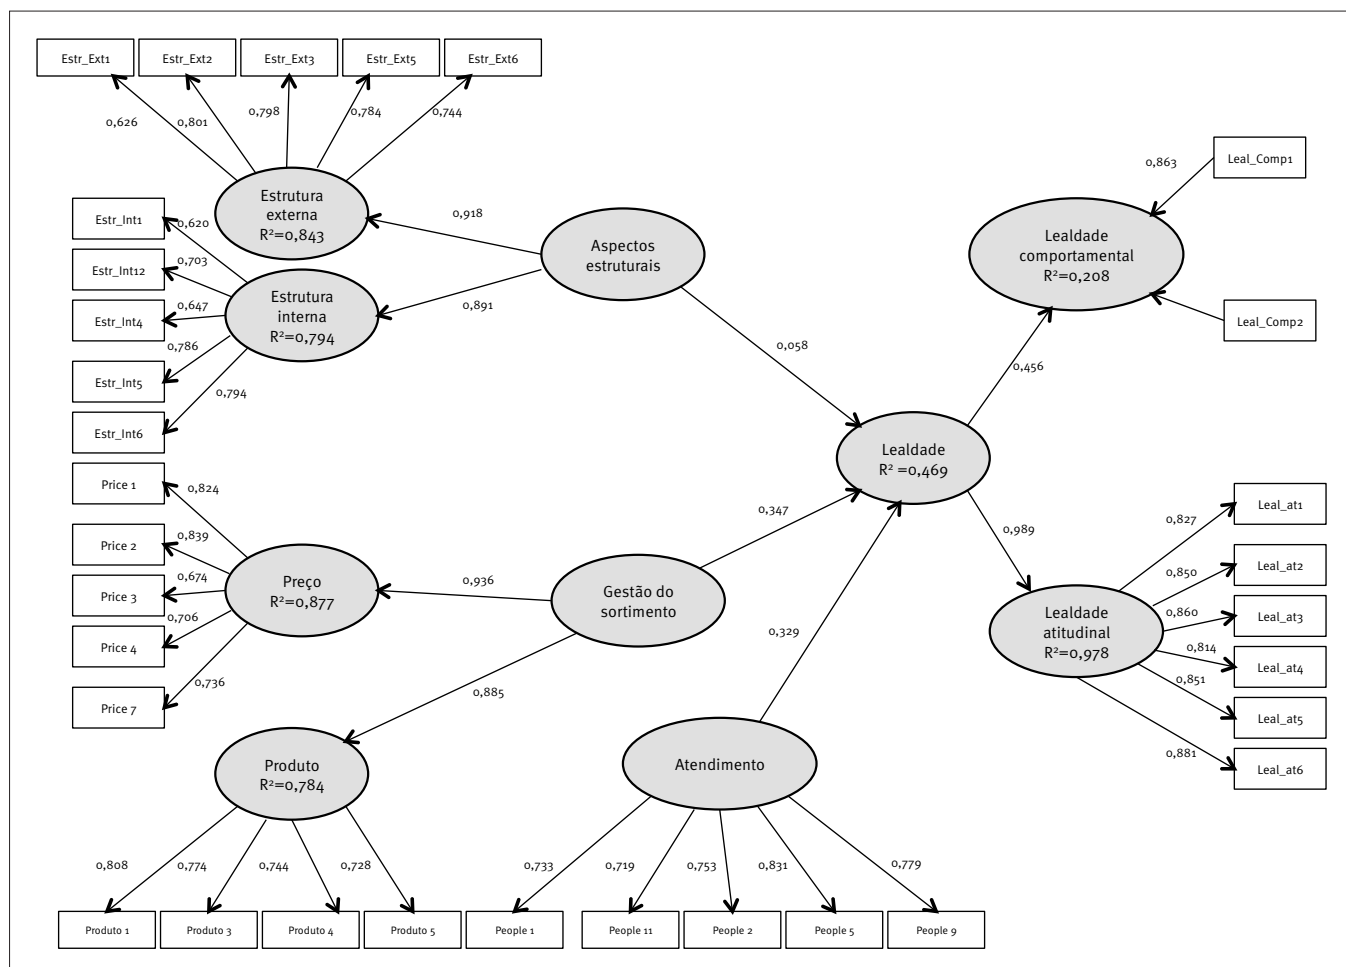 Estr_Ext1
Estr_Ext2
Estr_Ext3
Estr_Ext5
Estr_Ext6
0,626
0,801
0,798
0,784
0,744
Estrutura
externa
R²=0,843
Estr_Int1
Estr_Int12
Estr_Int4
Estr_Int5
Estr_Int6
0,620
0,703
0,647
0,786
0,794
Estrutura
interna
R²=0,794
0,918
0,891
Aspectos
estruturais
0,058
Leal_Comp1
0,863
Lealdade
comportamental
R²=0,208
Leal_Comp2
0,456
Lealdade
R² =0,469
0,989
Price 1
Price 2
Price 3
Price 4
Price 7
0,824
0,839
0,674
0,706
0,736
Preço
R²=0,877
0,936
Gestão do
sortimento
0,347
0,329
0,885
Lealdade
atitudinal
R²=0,978
0,827
0,850
0,860
0,814
0,851
0,881
Leal_at1
Leal_at2
Leal_at3
Leal_at4
Leal_at5
Leal_at6
Produto
R²=0,784
0,808
0,774
0,744
0,728
Produto 1
Produto 3
Produto 4
Produto 5
Atendimento
0,733
0,719
0,753
0,831
0,779
People 1
People 11
People 2
People 5
People 9